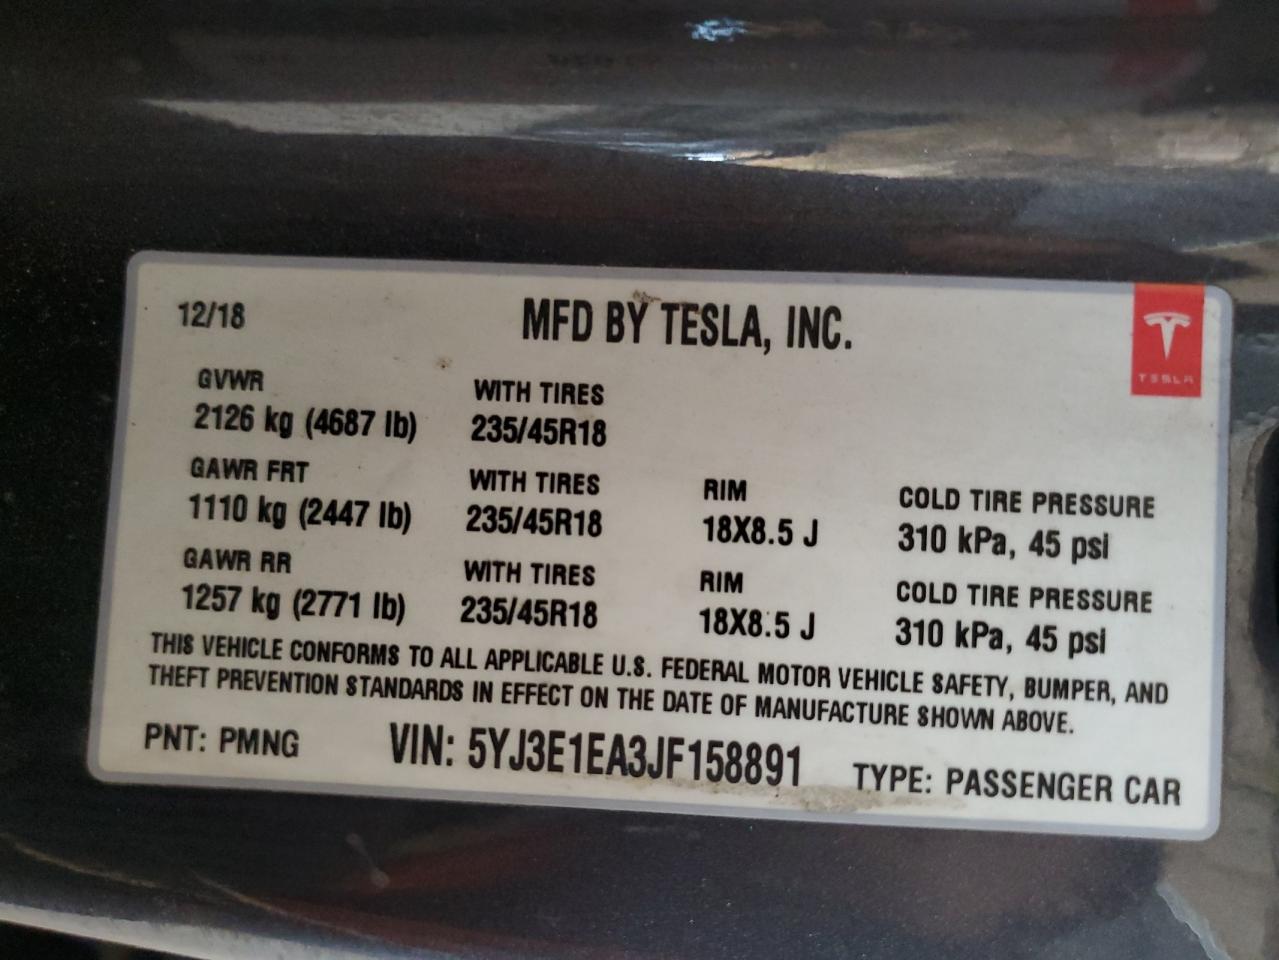 12/18 MFD BY TESLA, INC.
TESLA
GVWR WITH TIRES
2126 kg (4687 lb) 235/45R18
GAWR FRT WITH TIRES RIM COLD TIRE PRESSURE
1110 kg (2447 lb) 235/45R18 18X8.5 J 310 kPa, 45 psi
GAWR RR WITH TIRES RIM COLD TIRE PRESSURE
1257 kg (2771 lb) 235/45R18 18X8.5 J 310 kPa, 45 psi
THIS VEHICLE CONFORMS TO ALL APPLICABLE U.S. FEDERAL MOTOR VEHICLE SAFETY, BUMPER, AND
THEFT PREVENTION STANDARDS IN EFFECT ON THE DATE OF MANUFACTURE SHOWN ABOVE.
PNT: PMNG VIN: 5YJ3E1EA3JF158891 TYPE: PASSENGER CAR